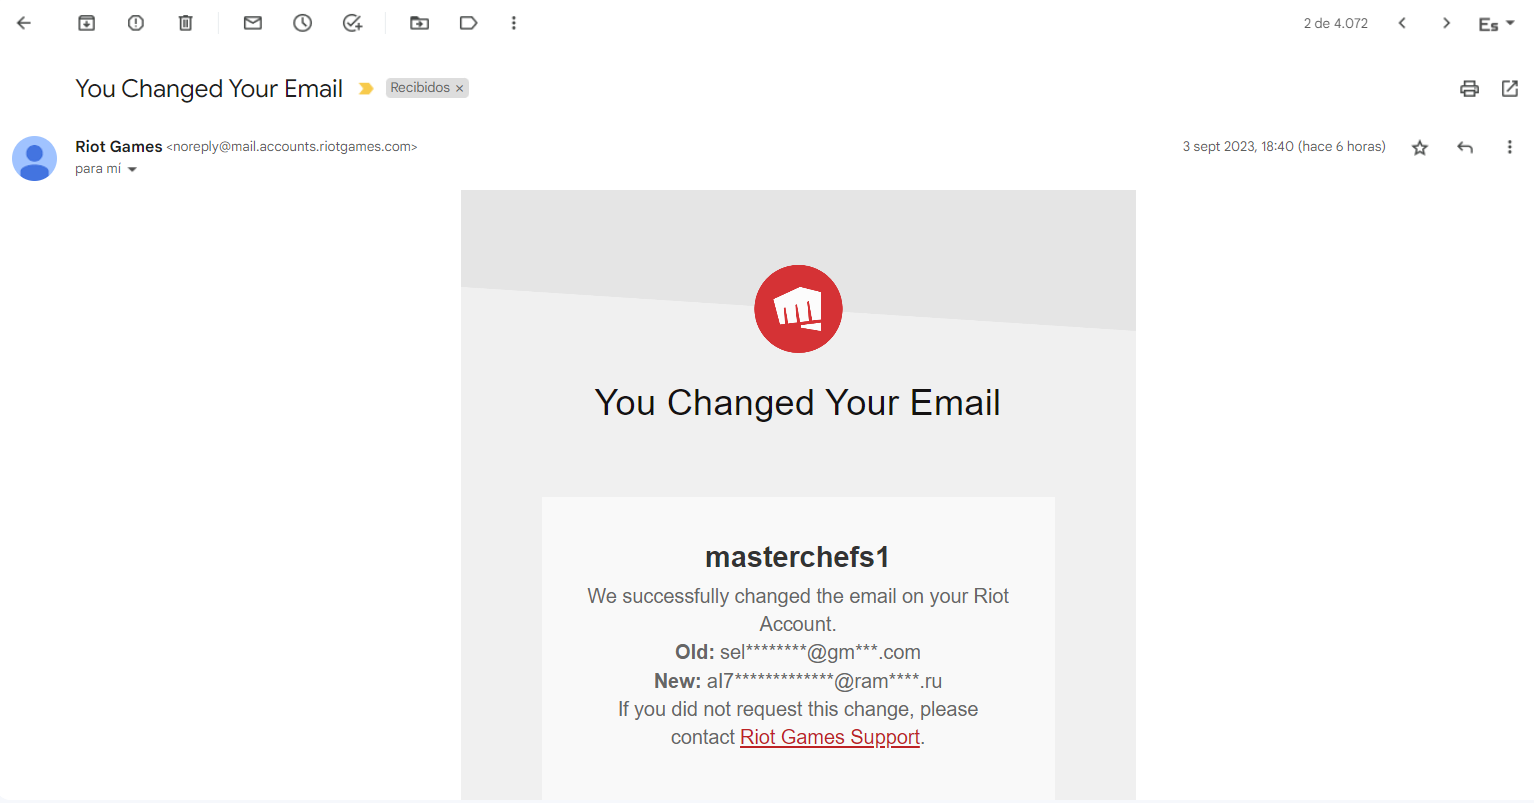 2 de 4.072
Es
You Changed Your Email
Recibidos ×
Riot Games <noreply@mail.accounts.riotgames.com>
3 sept 2023, 18:40 (hace 6 horas)
para mí
You Changed Your Email
masterchefs1
We successfully changed the email on your Riot
Account.
Old: sel********@gm***.com
New: al7*************@ram****.ru
If you did not request this change, please
contact Riot Games Support.